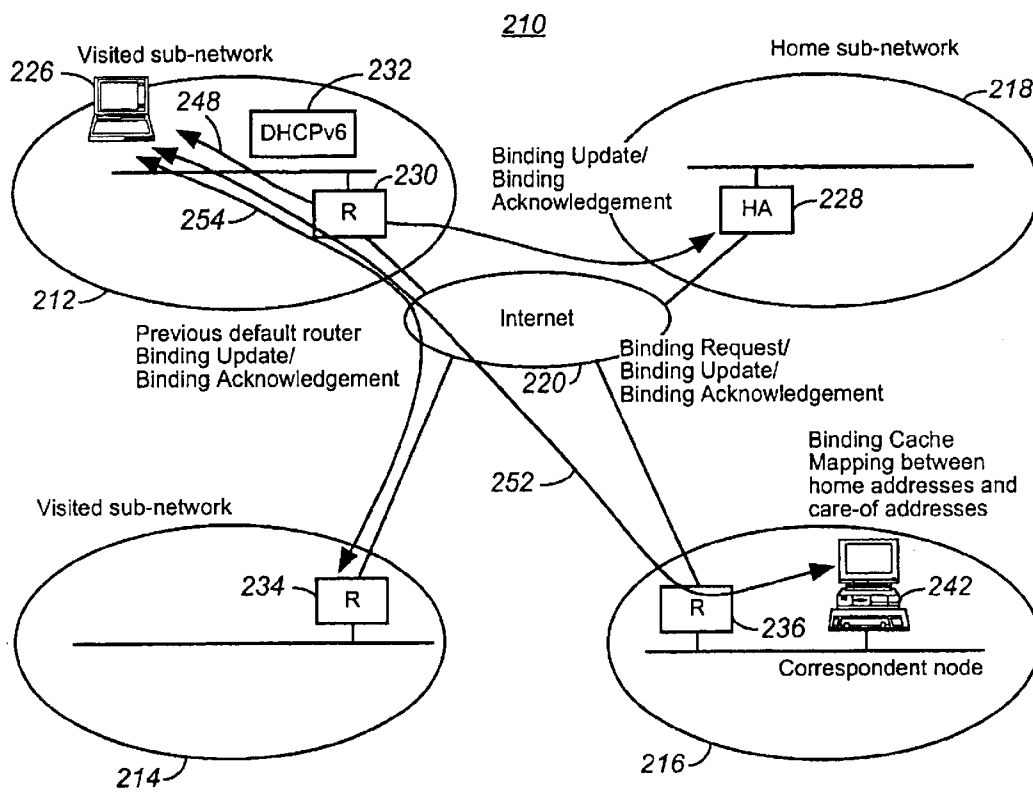 210
Visited sub-network
226
232
248
DHCPv6
230
R
254
212
Home sub-network
218
Binding Update/
Binding
Acknowledgement
HA
228
Internet
220
Previous default router
Binding Update/
Binding Acknowledgement
Binding Request/
Binding Update/
Binding Acknowledgement
252
Binding Cache
Mapping between
home addresses and
care-of addresses
Visited sub-network
234
R
214
R
236
242
Correspondent node
216